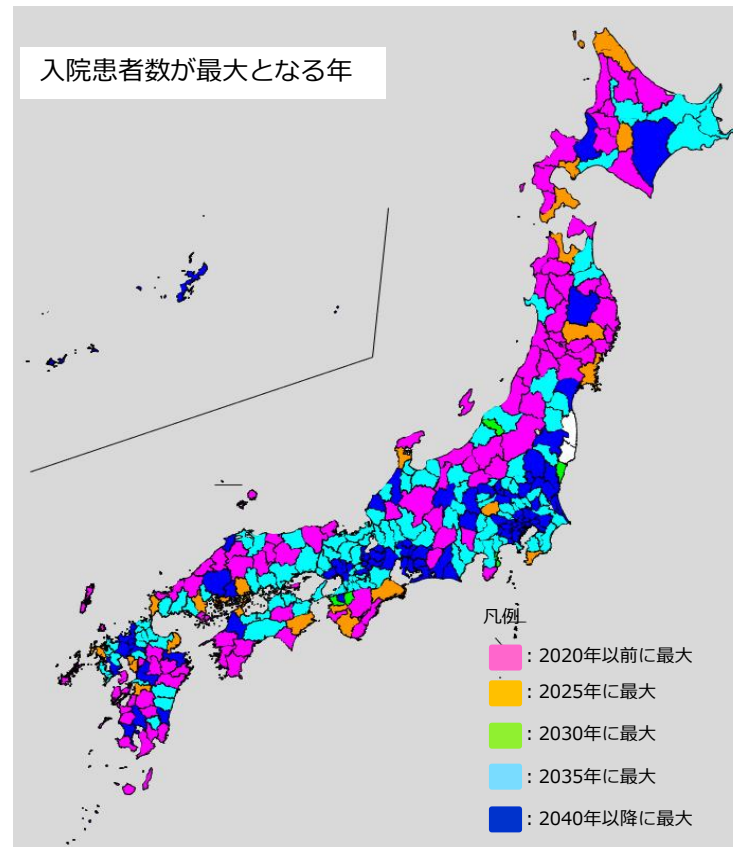 入院患者数が最大となる年
凡例
：2020年以前に最大
：2025年に最大
：2030年に最大
：2035年に最大
：2040年以降に最大